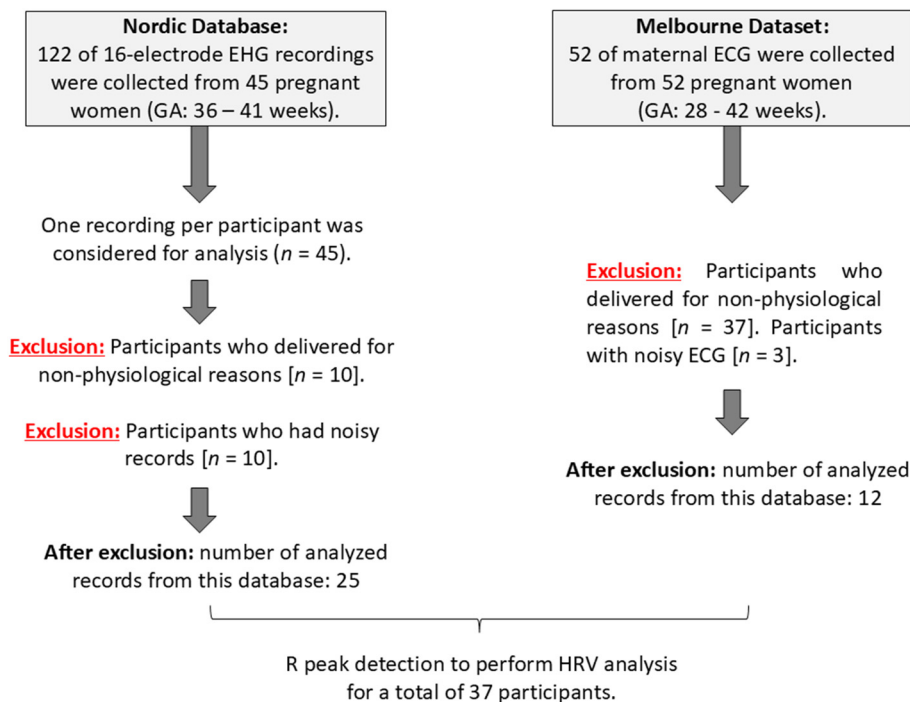 Nordic Database:
122 of 16-electrode EHG recordings
were collected from 45 pregnant
women (GA: 36 – 41 weeks).
One recording per participant was
considered for analysis (n = 45).
Exclusion: Participants who delivered for
non-physiological reasons [n = 10].
Exclusion: Participants who had noisy
records [n = 10].
After exclusion: number of analyzed
records from this database: 25
Melbourne Dataset:
52 of maternal ECG were collected
from 52 pregnant women
(GA: 28 - 42 weeks).
Exclusion: Participants who
delivered for non-physiological
reasons [n = 37]. Participants
with noisy ECG [n = 3].
After exclusion: number of analyzed
records from this database: 12
R peak detection to perform HRV analysis
for a total of 37 participants.